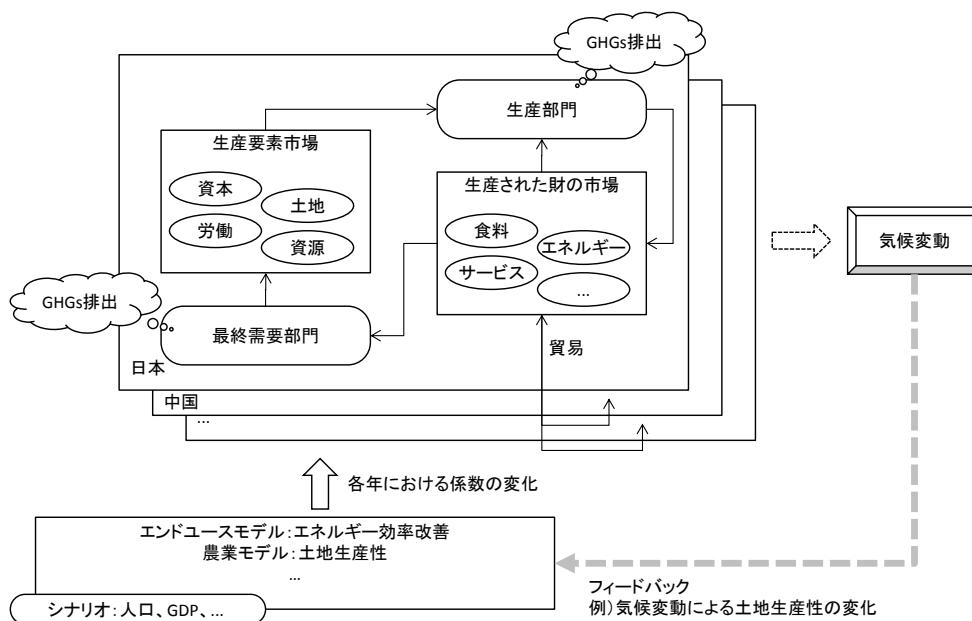 GHGs排出
生産部門
生産要素市場
資本
土地
労働
資源
生産された財の市場
食料
エネルギー
サービス
...
気候変動
GHGs排出
最終需要部門
日本
貿易
中国
...
各年における係数の変化
エンドユースモデル：エネルギー効率改善
農業モデル：土地生産性
...
シナリオ：人口、GDP、...
フィードバック
例）気候変動による土地生産性の変化